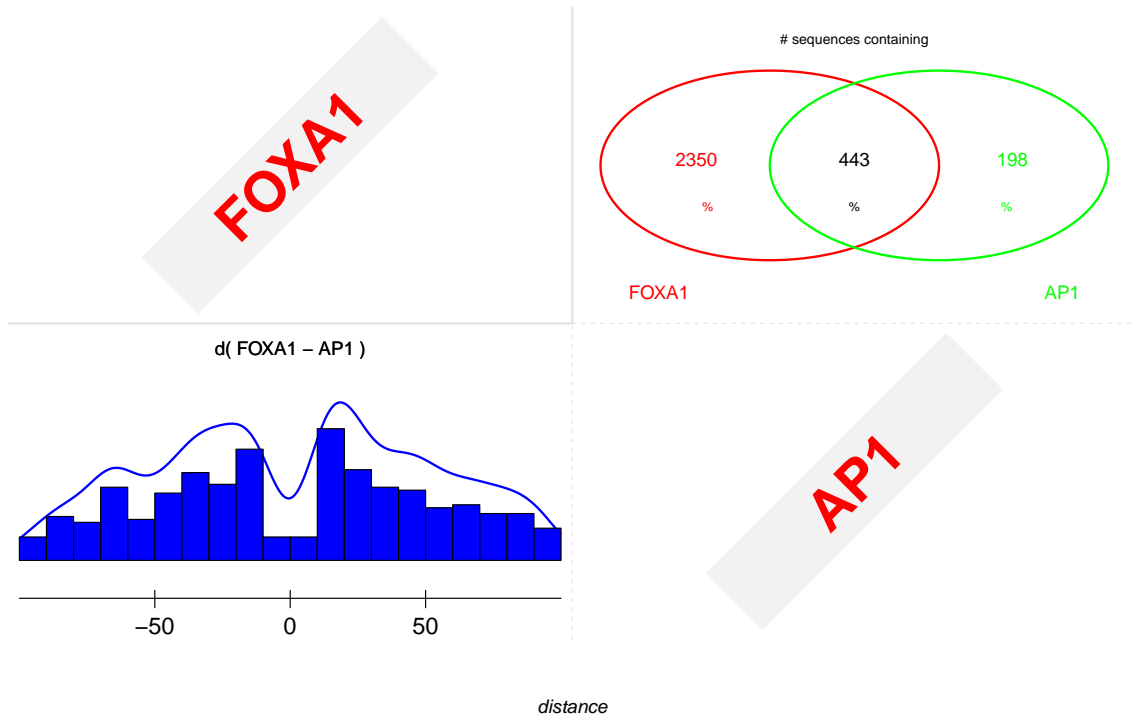 FOXA1
# sequences containing
2350
443
198
%
%
%
FOXA1
AP1
d( FOXA1 − AP1 )
−50
0
50
AP1
distance